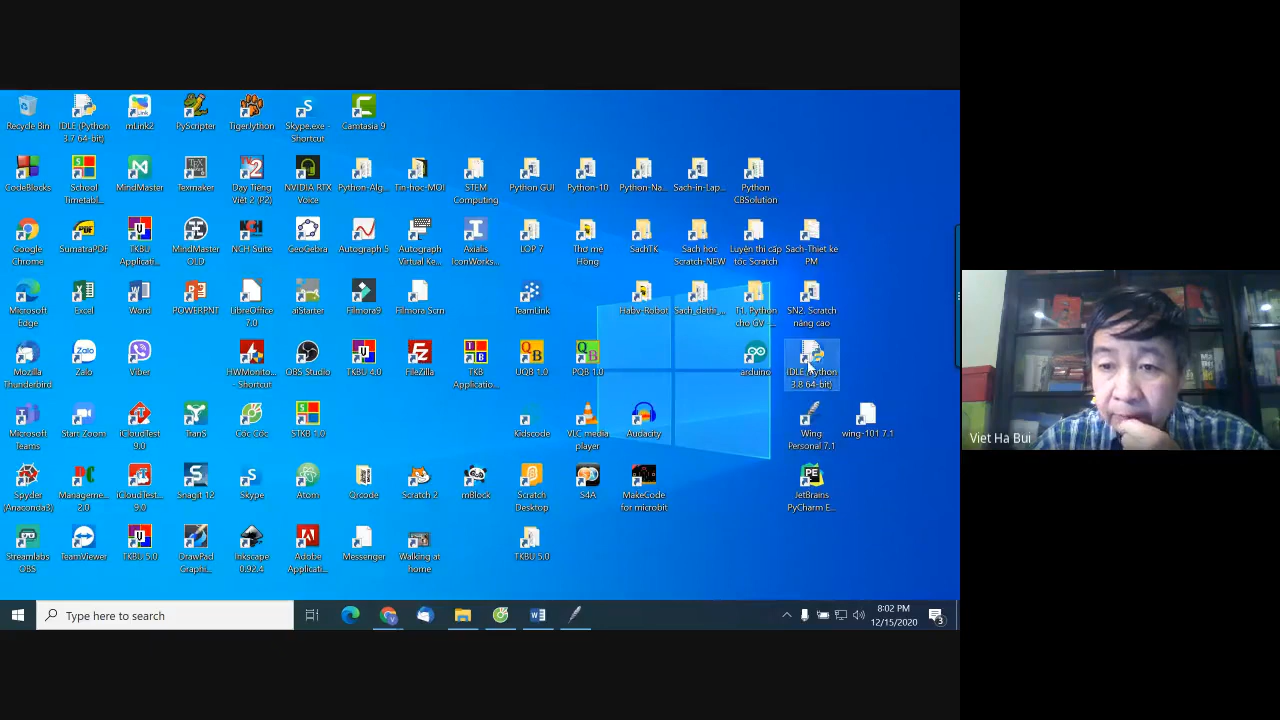 Recycle Bin
IDLE (Python
3.7 64-bit)
mLink2
PyScripter
TigerJython
Skype.exe -
Shortcut
Camtasia 9
CodeBlocks
School
Timetabl...
MindMaster
Texmaker
Dạy Tiếng
Việt 2 (P2)
NVIDIA RTX
Voice
Python-Alg...
Tin-hoc-MOI
STEM
Computing
Python GUI
Python-10
Python-Na...
Sach-in-Lap...
Python
CBSolution
Google
Chrome
SumatraPDF
TKBU
Applicati...
MindMaster
OLD
NCH Suite
GeoGebra
Autograph 5
Autograph
Virtual Ke...
Axialis
IconWorks...
LOP 7
Thơ mẹ
Hồng
SachTK
Sach hoc
Scratch-NEW
Luyện thi cấp
tốc Scratch
Sach-Thiet ke
PM
Microsoft
Edge
Excel
Word
POWERPNT
LibreOffice
7.0
aiStarter
Filmora9
Filmora Scrn
TeamLink
Haby-Robot
T1. Python
cho GV -...
SN2. Scratch
nâng cao
Mozilla
Thunderbird
Zalo
Viber
HWMonito...
- Shortcut
OBS Studio
TKBU 4.0
FileZilla
TKB
Applicatio...
UQB 1.0
PQB 1.0
arduino
IDLE (Python
3.8 64-bit)
Microsoft
Teams
Start Zoom
iCloudTest
9.0
TranS
Cốc Cốc
STKB 1.0
Kidscode
VLC media
player
Audacity
Wing
Personal 7.1
wing-101 7.1
Spyder
(Anaconda3)
Manageme...
2.0
iCloudTest...
9.0
Snagit 12
Skype
Atom
Qrcode
Scratch 2
mBlock
Scratch
Desktop
S4A
MakeCode
for microbit
JetBrains
PyCharm E...
Streamlabs
OBS
TeamViewer
TKBU 5.0
DrawPad
Graphi...
Inkscape
0.92.4
Adobe
Applicati...
Messenger
Walking at
home
TKBU 5.0
Type here to search
8:02 PM
12/15/2020
3
Viet Ha Bui